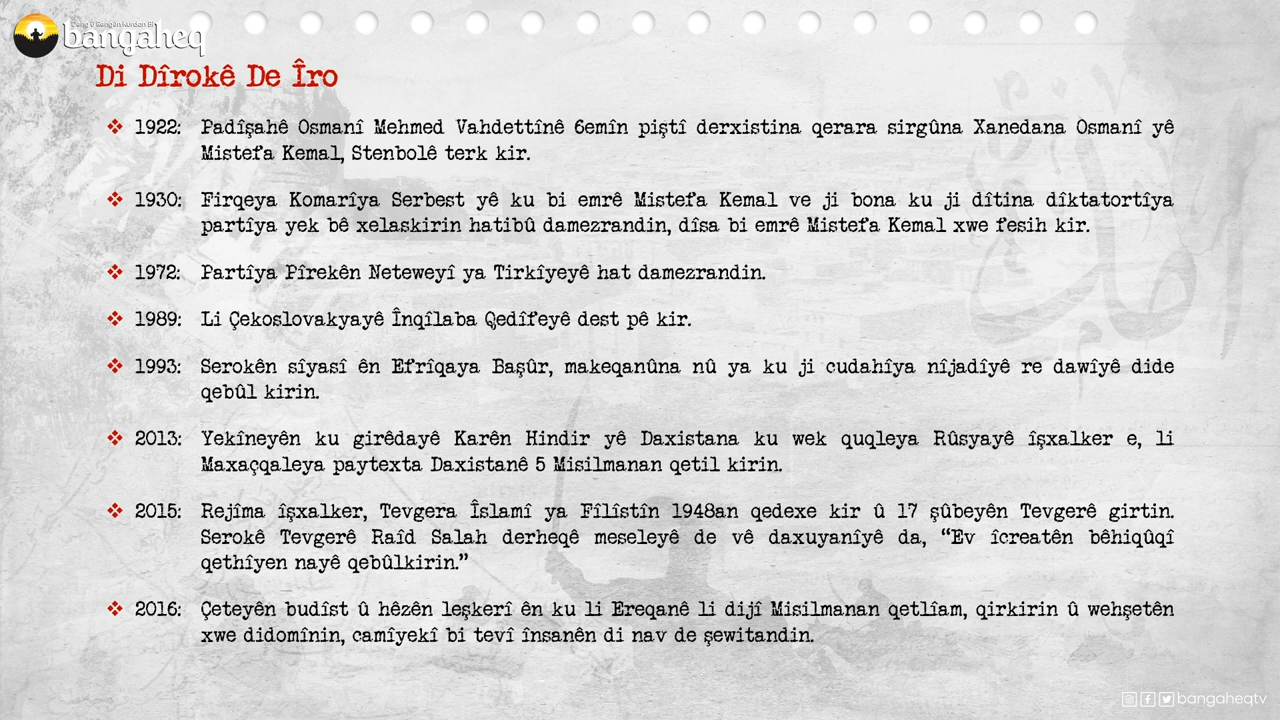 Deng û Rengên Kurdan Bi
bangaheq
Di Dîrokê De Îro
❖ 1922: Padîşahê Osmanî Mehmed Vahdettînê 6emîn piştî derxistina qerara sirgûna Xanedana Osmanî yê
Mistefa Kemal, Stenbolê terk kir.
❖ 1930: Firqeya Komarîya Serbest yê ku bi emrê Mistefa Kemal ve ji bona ku ji dîtina dîktatortîya
partîya yek bê xelaskirin hatibû damezrandin, dîsa bi emrê Mistefa Kemal xwe fesih kir.
❖ 1972: Partîya Pîrekên Neteweyî ya Tirkîyeyê hat damezrandin.
❖ 1989: Li Çekoslovakyayê Înqîlaba Qedîfeyê dest pê kir.
❖ 1993: Serokên sîyasî ên Efrîqaya Başûr, makeqanûna nû ya ku ji cudahîya nîjadîyê re dawîyê dide
qebûl kirin.
❖ 2013: Yekîneyên ku girêdayê Karên Hindir yê Daxistana ku wek quqleya Rûsyayê îşxalker e, li
Maxaçqaleya paytexta Daxistanê 5 Misilmanan qetil kirin.
❖ 2015: Rejîma îşxalker, Tevgera Îslamî ya Fîlîstîn 1948an qedexe kir û 17 şûbeyên Tevgerê girtin.
Serokê Tevgerê Raîd Salah derheqê meseleyê de vê daxuyanîyê da, “Ev îcreatên bêhiqûqî
qethîyen nayê qebûlkirin.”
❖ 2016: Çeteyên budîst û hêzên leşkerî ên ku li Ereqanê li dijî Misilmanan qetlîam, qirkirin û wehşetên
xwe didomînin, camîyekî bi tevî însanên di nav de şewitandin.
bangaheqtv